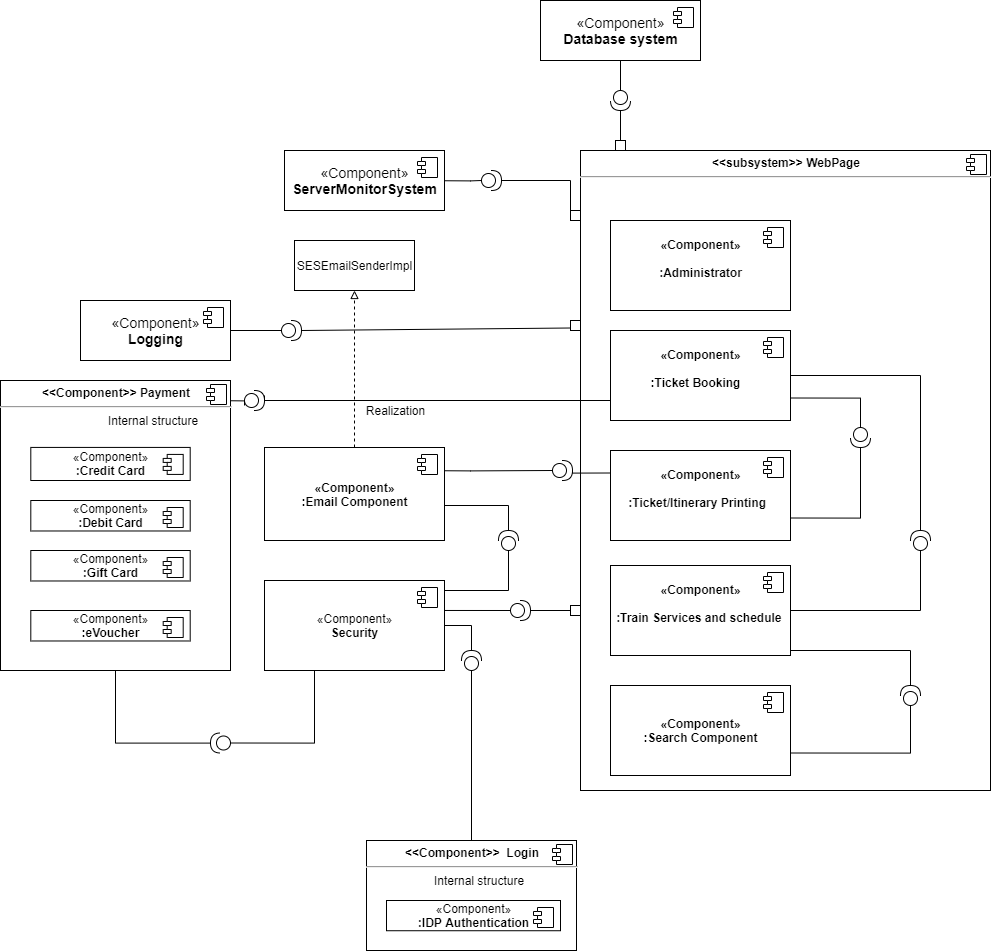 «Component»
Database system
<<subsystem>> WebPage
«Component»
ServerMonitorSystem
«Component»
:Administrator
SESEmailSenderImpl
«Component»
Logging
«Component»
:Ticket Booking
<<Component>> Payment
Internal structure
«Component»
:Credit Card
«Component»
:Debit Card
«Component»
:Gift Card
«Component»
:eVoucher
Realization
«Component»
:Email Component
«Component»
:Ticket/Itinerary Printing
«Component»
Security
«Component»
:Train Services and schedule
«Component»
:Search Component
<<Component>> Login
Internal structure
«Component»
:IDP Authentication